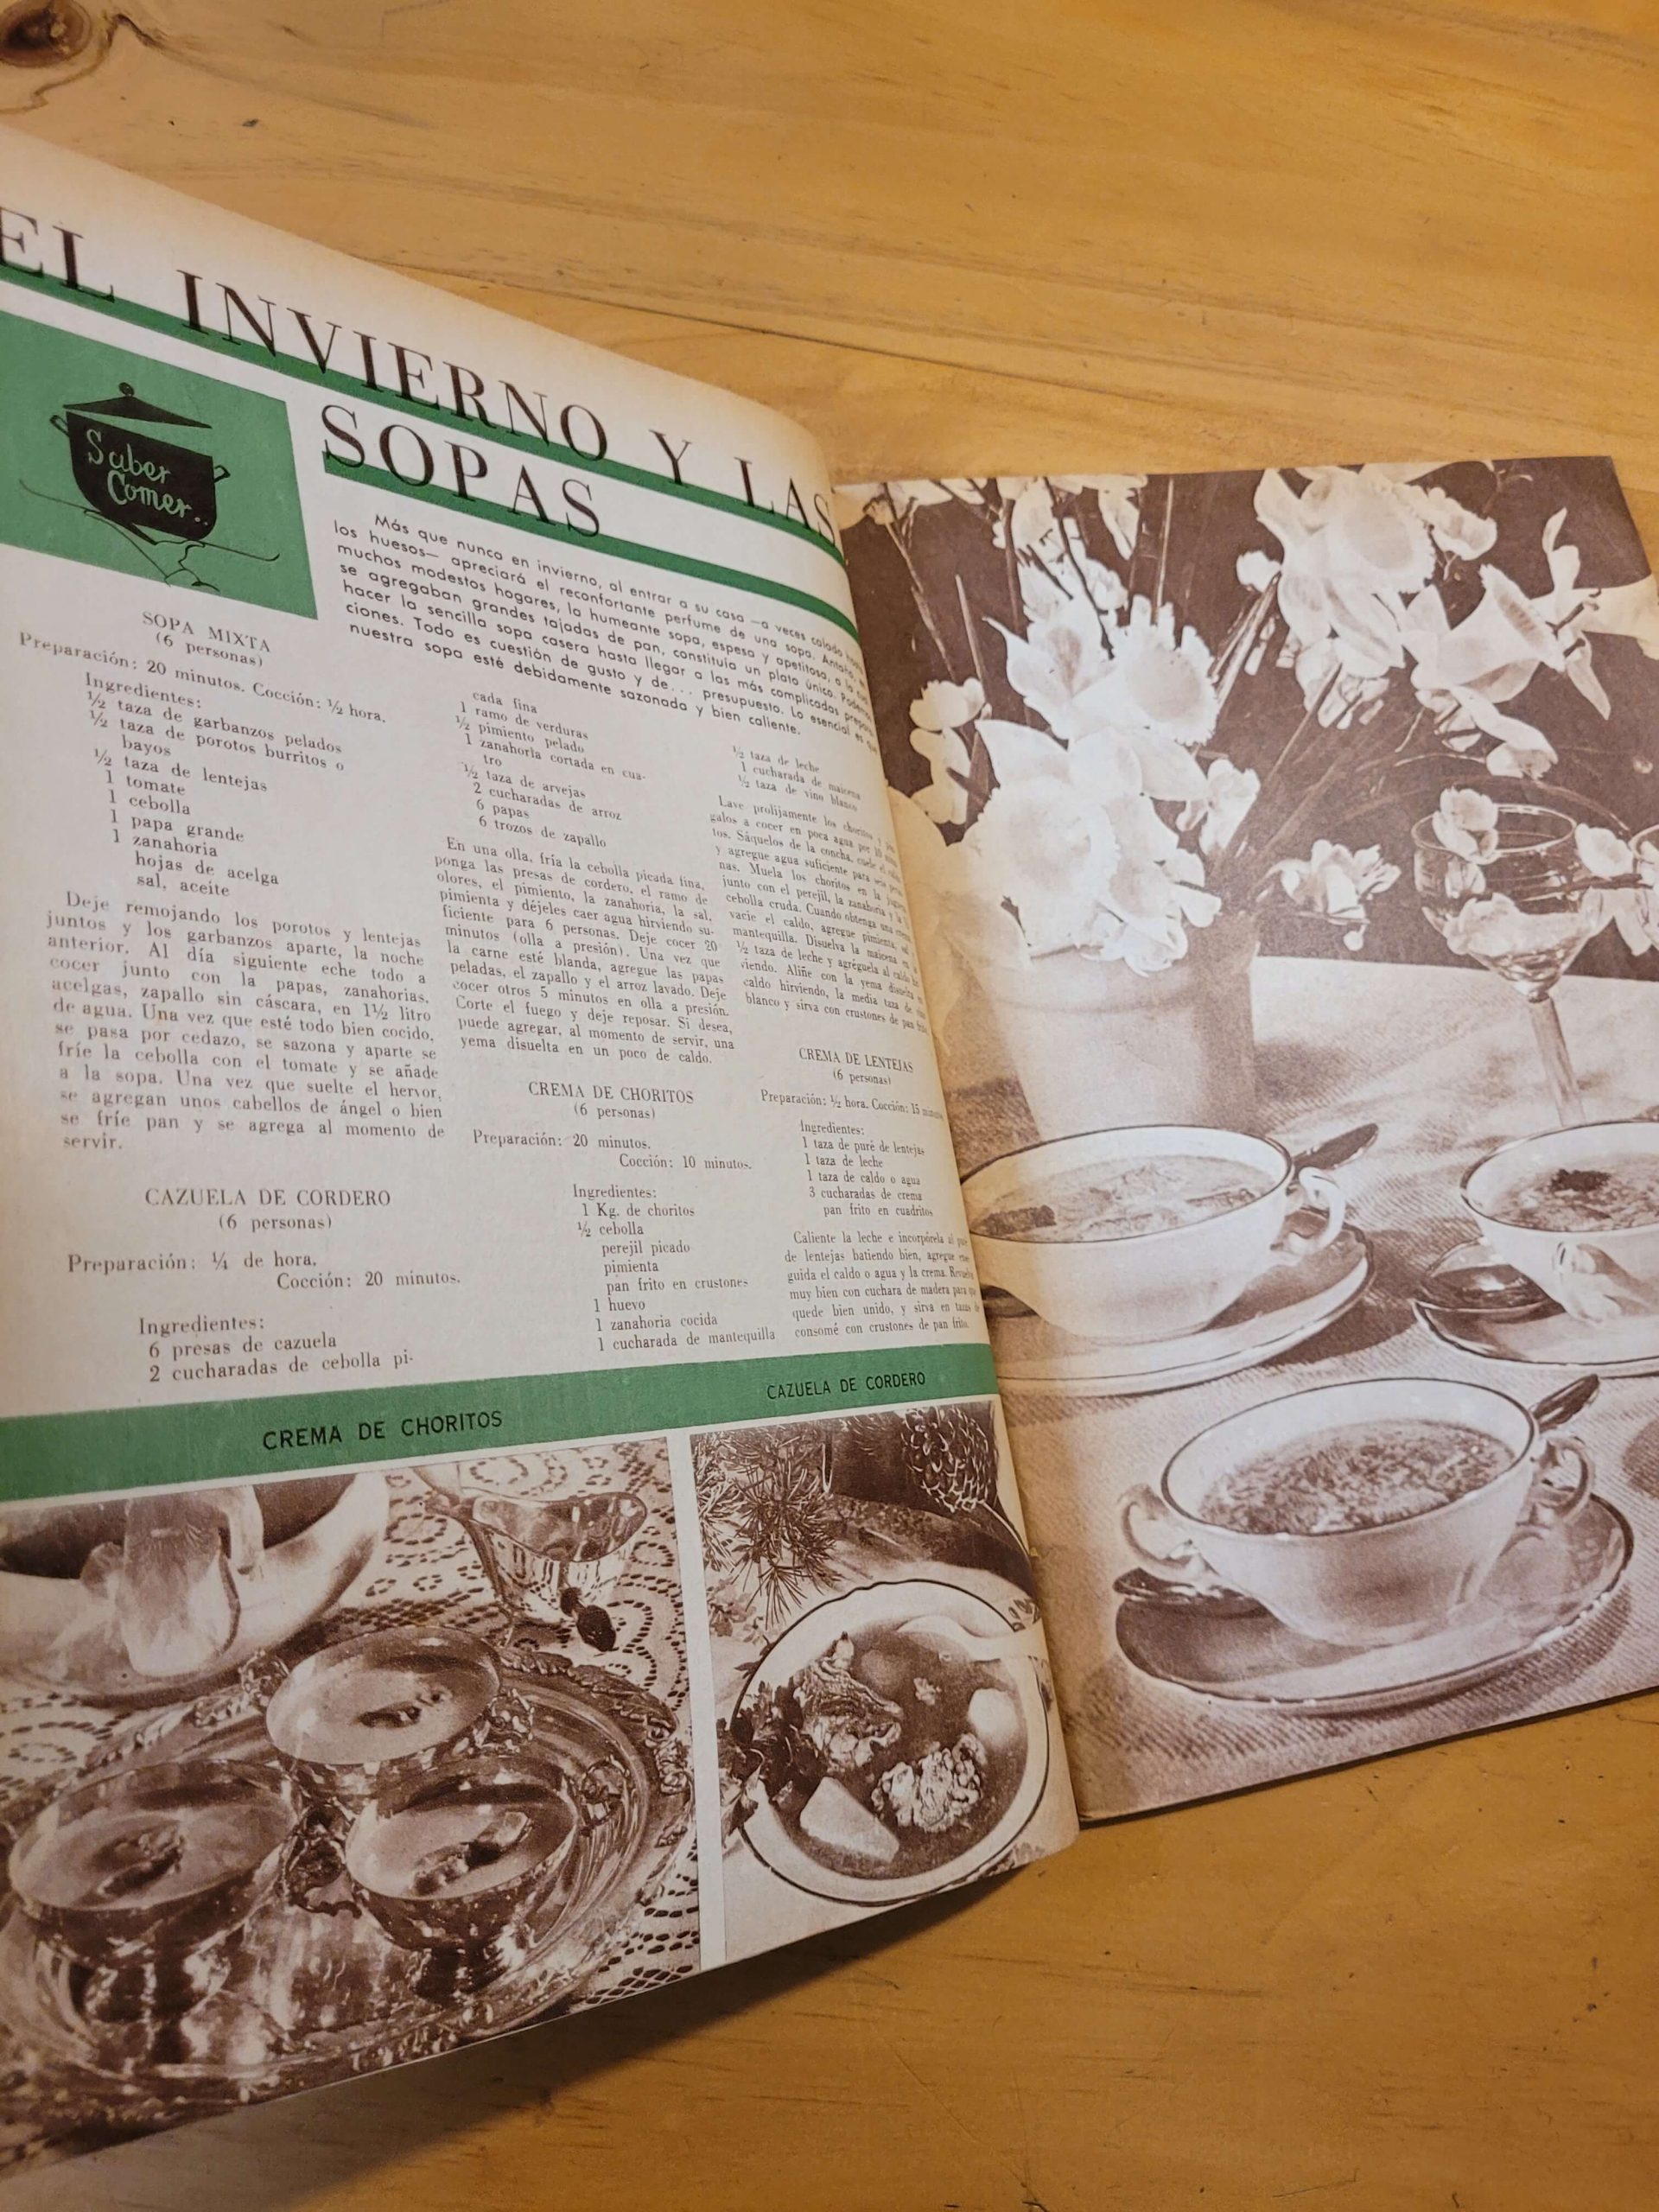 EL INVIERNO Y LAS
SOPAS
Saber
Comer..
Más que nunca en invierno, al entrar a su casa —a veces calado
los huesos— apreciará el reconfortante perfume de una sopa. Antaño, en
muchos modestos hogares, la humeante sopa, espesa y apetitosa, a la
se agregaban grandes tajadas de pan, constituía un plato único.
hacer la sencilla sopa casera hasta llegar a las más complicadas
ciones. Todo es cuestión de gusto y de... presupuesto. Lo esencial es que
nuestra sopa esté debidamente sazonada y bien caliente.
SOPA MIXTA
(6 personas)
Preparación: 20 minutos. Cocción: ½ hora.
Ingredientes:
½ taza de garbanzos pelados
½ taza de porotos burritos o
bayos
½ taza de lentejas
1 tomate
1 cebolla
1 papa grande
1 zanahoria
hojas de acelga
sal, aceite
Deje remojando los porotos y lentejas
juntos y los garbanzos aparte, la noche
anterior. Al día siguiente eche todo a
cocer junto con la papas, zanahorias,
acelgas, zapallo sin cáscara, en 1½ litro
de agua. Una vez que esté todo bien cocido,
se pasa por cedazo, se sazona y aparte se
fríe la cebolla con el tomate y se añade
a la sopa. Una vez que suelte el hervor,
se agregan unos cabellos de ángel o bien
se fríe pan y se agrega al momento de
servir.
CAZUELA DE CORDERO
(6 personas)
Preparación: ¼ de hora.
Cocción: 20 minutos.
Ingredientes:
6 presas de cazuela
2 cucharadas de cebolla pi-
cada fina
1 ramo de verduras
½ pimiento pelado
1 zanahoria cortada en cua-
tro
½ taza de arvejas
2 cucharadas de arroz
6 papas
6 trozos de zapallo
En una olla, fría la cebolla picada fina,
ponga las presas de cordero, el ramo de
olores, el pimiento, la zanahoria, la sal,
pimienta y déjeles caer agua hirviendo su-
ficiente para 6 personas. Deje cocer 20
minutos (olla a presión). Una vez que
la carne esté blanda, agregue las papas
peladas, el zapallo y el arroz lavado. Deje
cocer otros 5 minutos en olla a presión.
Corte el fuego y deje reposar. Si desea,
puede agregar, al momento de servir, una
yema disuelta en un poco de caldo.
CREMA DE CHORITOS
(6 personas)
Preparación: 20 minutos.
Cocción: 10 minutos.
Ingredientes:
1 Kg. de choritos
½ cebolla
perejil picado
pimienta
pan frito en crustones
1 huevo
1 zanahoria cocida
1 cucharada de mantequilla
½ taza de leche
1 cucharada de maicena
½ taza de vino blanco
Lave prolijamente los choritos y
galos a cocer en poca agua por 10
tos. Sáquelos de la concha, cuele el
y agregue agua suficiente para seis
nas. Muela los choritos en la
junto con el perejil, la zanahoria y la
cebolla cruda. Cuando obtenga una
vacie el caldo, agregue pimienta,
mantequilla. Disuelva la maicena en
½ taza de leche y agréguela al caldo
viendo. Aliñe con la yema disuelta
caldo hirviendo, la media taza de
blanco y sirva con crustones de pan
CREMA DE LENTEJAS
(6 personas)
Preparación: ½ hora. Cocción: 15
Ingredientes:
1 taza de puré de lentejas
1 taza de leche
1 taza de caldo o agua
3 cucharadas de crema
pan frito en cuadritos
Caliente la leche e incorpórela al
de lentejas batiendo bien, agregue
guida el caldo o agua y la crema.
muy bien con cuchara de madera para
quede bien unido, y sirva en tazas
consomé con crustones de pan frito.
CREMA DE CHORITOS
CAZUELA DE CORDERO